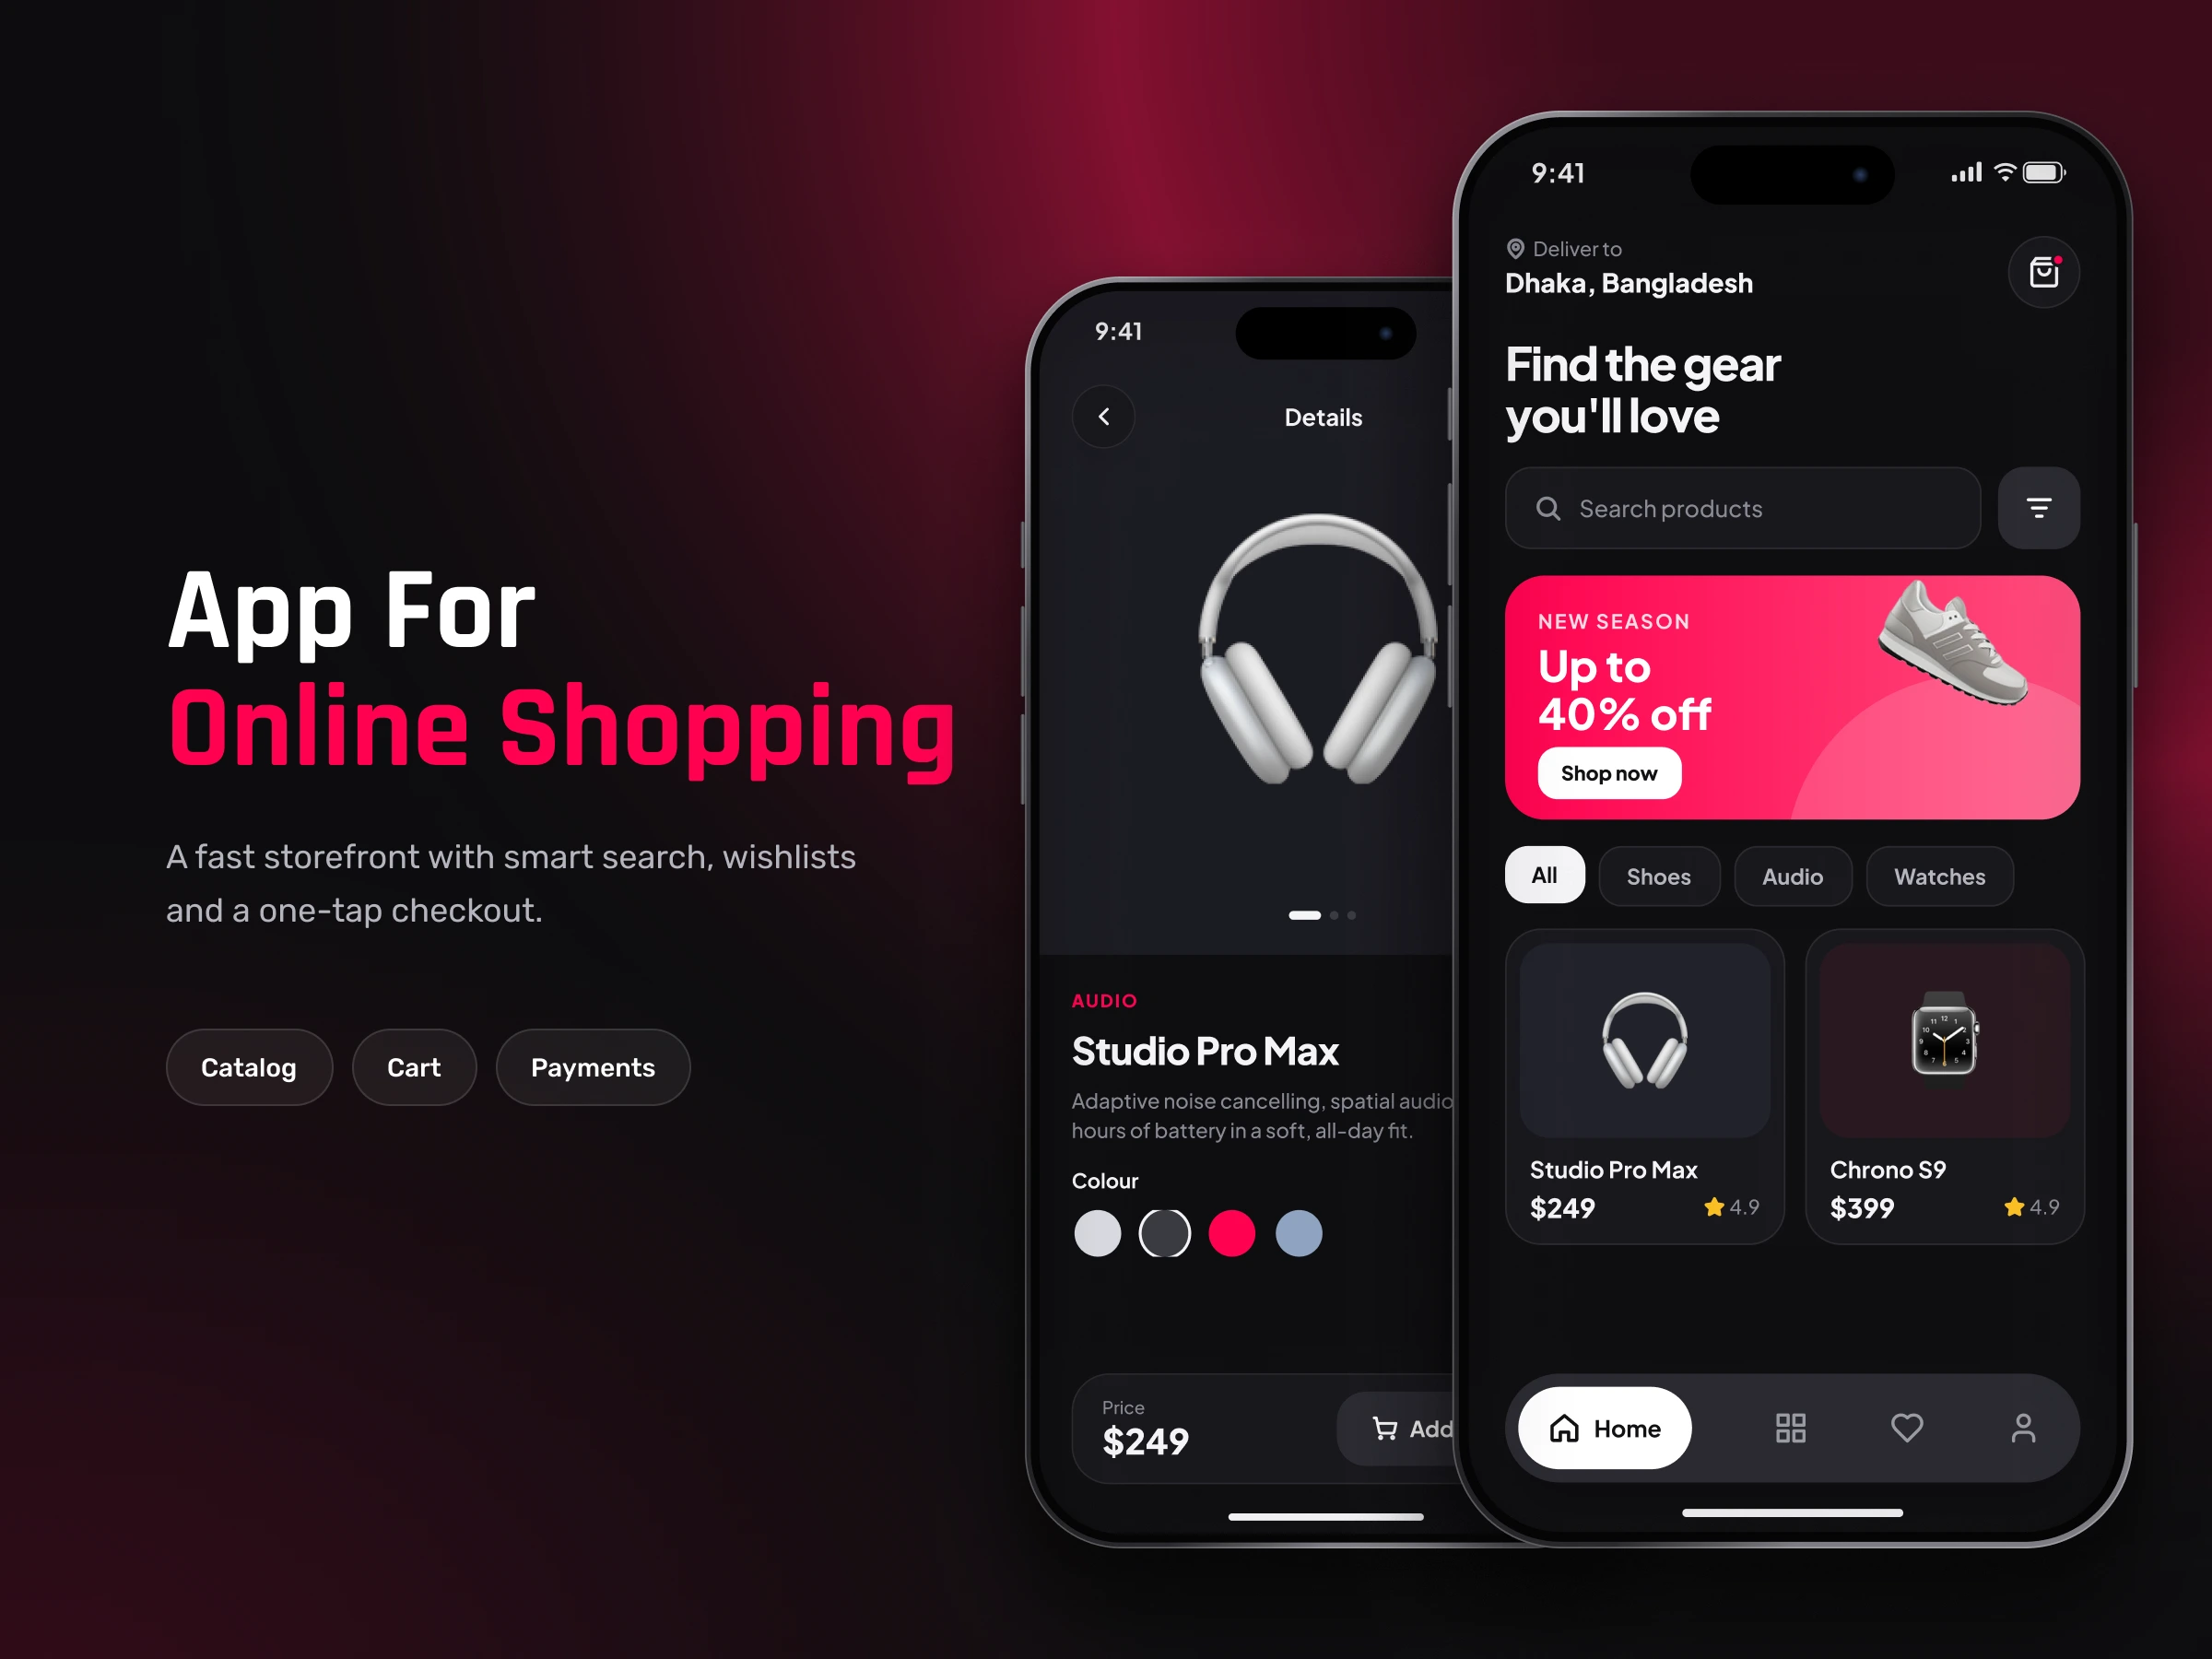 App For
Online Shopping
A fast storefront with smart search, wishlists
and a one-tap checkout.
Catalog
Cart
Payments
9:41
Details
AUDIO
Studio Pro Max
Adaptive noise cancelling, spatial audio
hours of battery in a soft, all-day fit.
Colour
Price
$249
Add
9:41
Deliver to
Dhaka, Bangladesh
Find the gear
you'll love
Search products
NEW SEASON
Up to
40% off
Shop now
All
Shoes
Audio
Watches
Studio Pro Max
$249
4.9
Chrono S9
$399
4.9
Home